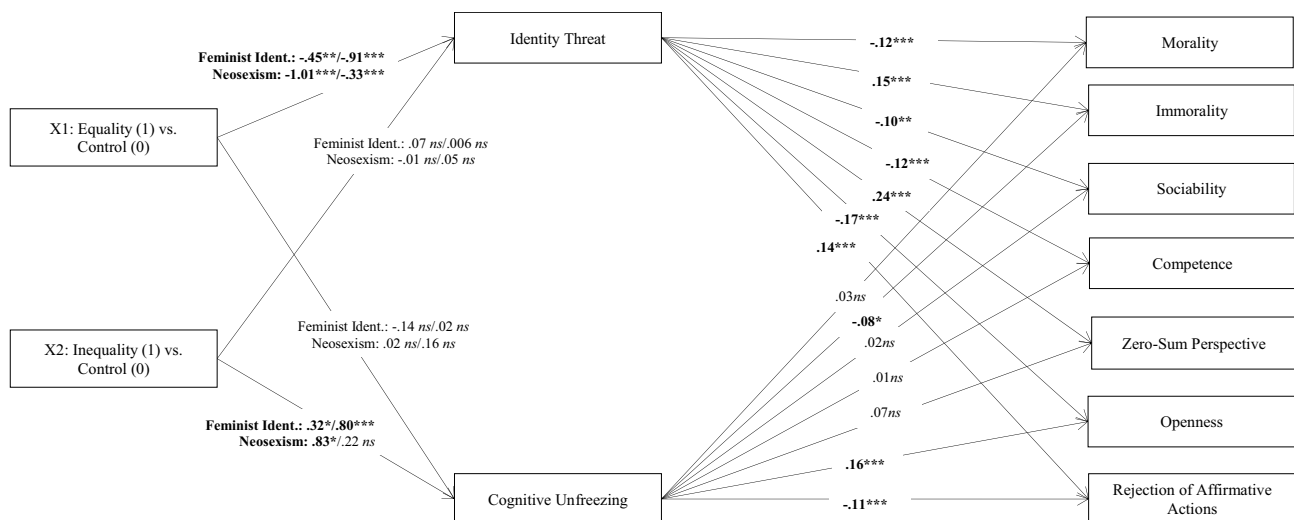 Feminist Ident.: -.45**/-.91***
Neosexism: -1.01***/-.33***
Identity Threat
X1: Equality (1) vs.
Control (0)
Feminist Ident.: .07 ns/.006 ns
Neosexism: -.01 ns/.05 ns
X2: Inequality (1) vs.
Control (0)
Feminist Ident.: -.14 ns/.02 ns
Neosexism: .02 ns/.16 ns
Feminist Ident.: .32*/.80***
Neosexism: .83*/.22 ns
Cognitive Unfreezing
-.12***
.15***
-.10**
-.12***
.24***
-.17***
.14***
.03ns
-.08*
.02ns
.01ns
.07ns
.16***
-.11***
Morality
Immorality
Sociability
Competence
Zero-Sum Perspective
Openness
Rejection of Affirmative
Actions